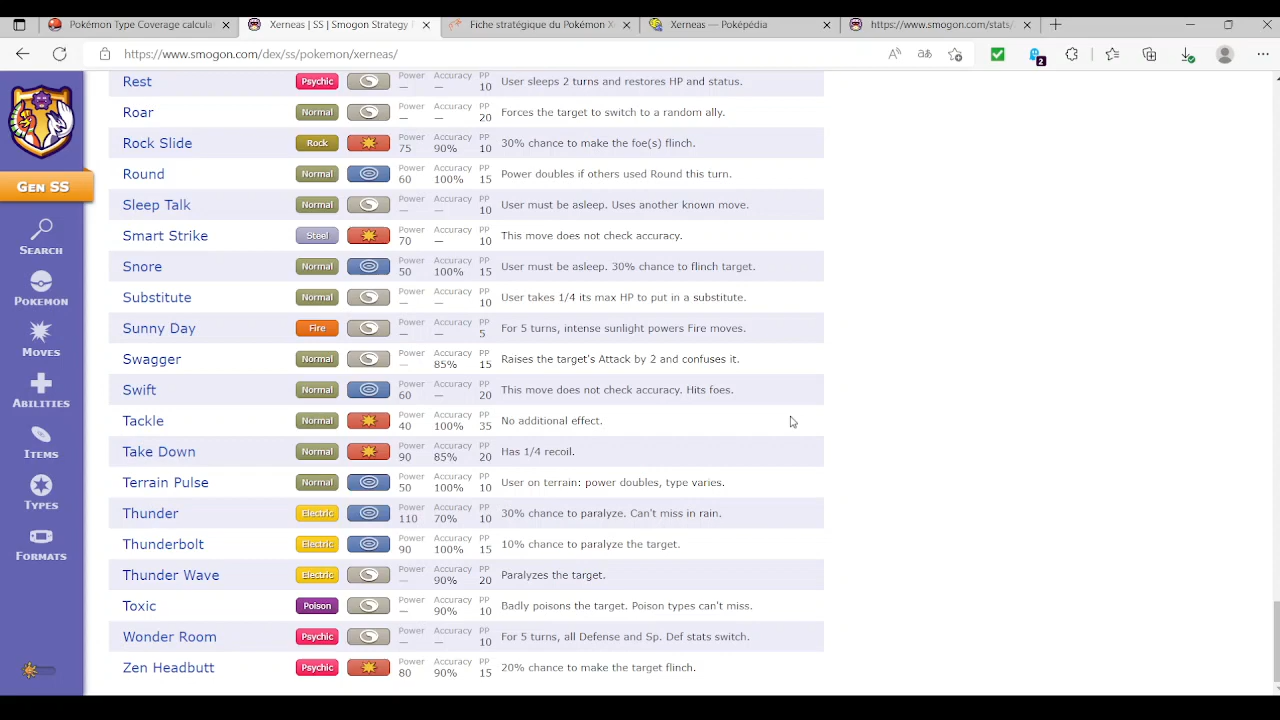 Pokémon Type Coverage calcula
Xerneas | SS | Smogon Strategy
Fiche stratégique du Pokémon X
Xerneas — Poképédia
https://www.smogon.com/stats/
https://www.smogon.com/dex/ss/pokemon/xerneas/
2
GEN SS
SEARCH
POKEMON
MOVES
ABILITIES
ITEMS
TYPES
FORMATS
Rest Psychic Power — Accuracy — PP 10 User sleeps 2 turns and restores HP and status.
Roar Normal Power — Accuracy — PP 20 Forces the target to switch to a random ally.
Rock Slide Rock Power 75 Accuracy 90% PP 10 30% chance to make the foe(s) flinch.
Round Normal Power 60 Accuracy 100% PP 15 Power doubles if others used Round this turn.
Sleep Talk Normal Power — Accuracy — PP 10 User must be asleep. Uses another known move.
Smart Strike Steel Power 70 Accuracy — PP 10 This move does not check accuracy.
Snore Normal Power 50 Accuracy 100% PP 15 User must be asleep. 30% chance to flinch target.
Substitute Normal Power — Accuracy — PP 10 User takes 1/4 its max HP to put in a substitute.
Sunny Day Fire Power — Accuracy — PP 5 For 5 turns, intense sunlight powers Fire moves.
Swagger Normal Power — Accuracy 85% PP 15 Raises the target's Attack by 2 and confuses it.
Swift Normal Power 60 Accuracy — PP 20 This move does not check accuracy. Hits foes.
Tackle Normal Power 40 Accuracy 100% PP 35 No additional effect.
Take Down Normal Power 90 Accuracy 85% PP 20 Has 1/4 recoil.
Terrain Pulse Normal Power 50 Accuracy 100% PP 10 User on terrain: power doubles, type varies.
Thunder Electric Power 110 Accuracy 70% PP 10 30% chance to paralyze. Can't miss in rain.
Thunderbolt Electric Power 90 Accuracy 100% PP 15 10% chance to paralyze the target.
Thunder Wave Electric Power — Accuracy 90% PP 20 Paralyzes the target.
Toxic Poison Power — Accuracy 90% PP 10 Badly poisons the target. Poison types can't miss.
Wonder Room Psychic Power — Accuracy — PP 10 For 5 turns, all Defense and Sp. Def stats switch.
Zen Headbutt Psychic Power 80 Accuracy 90% PP 15 20% chance to make the target flinch.